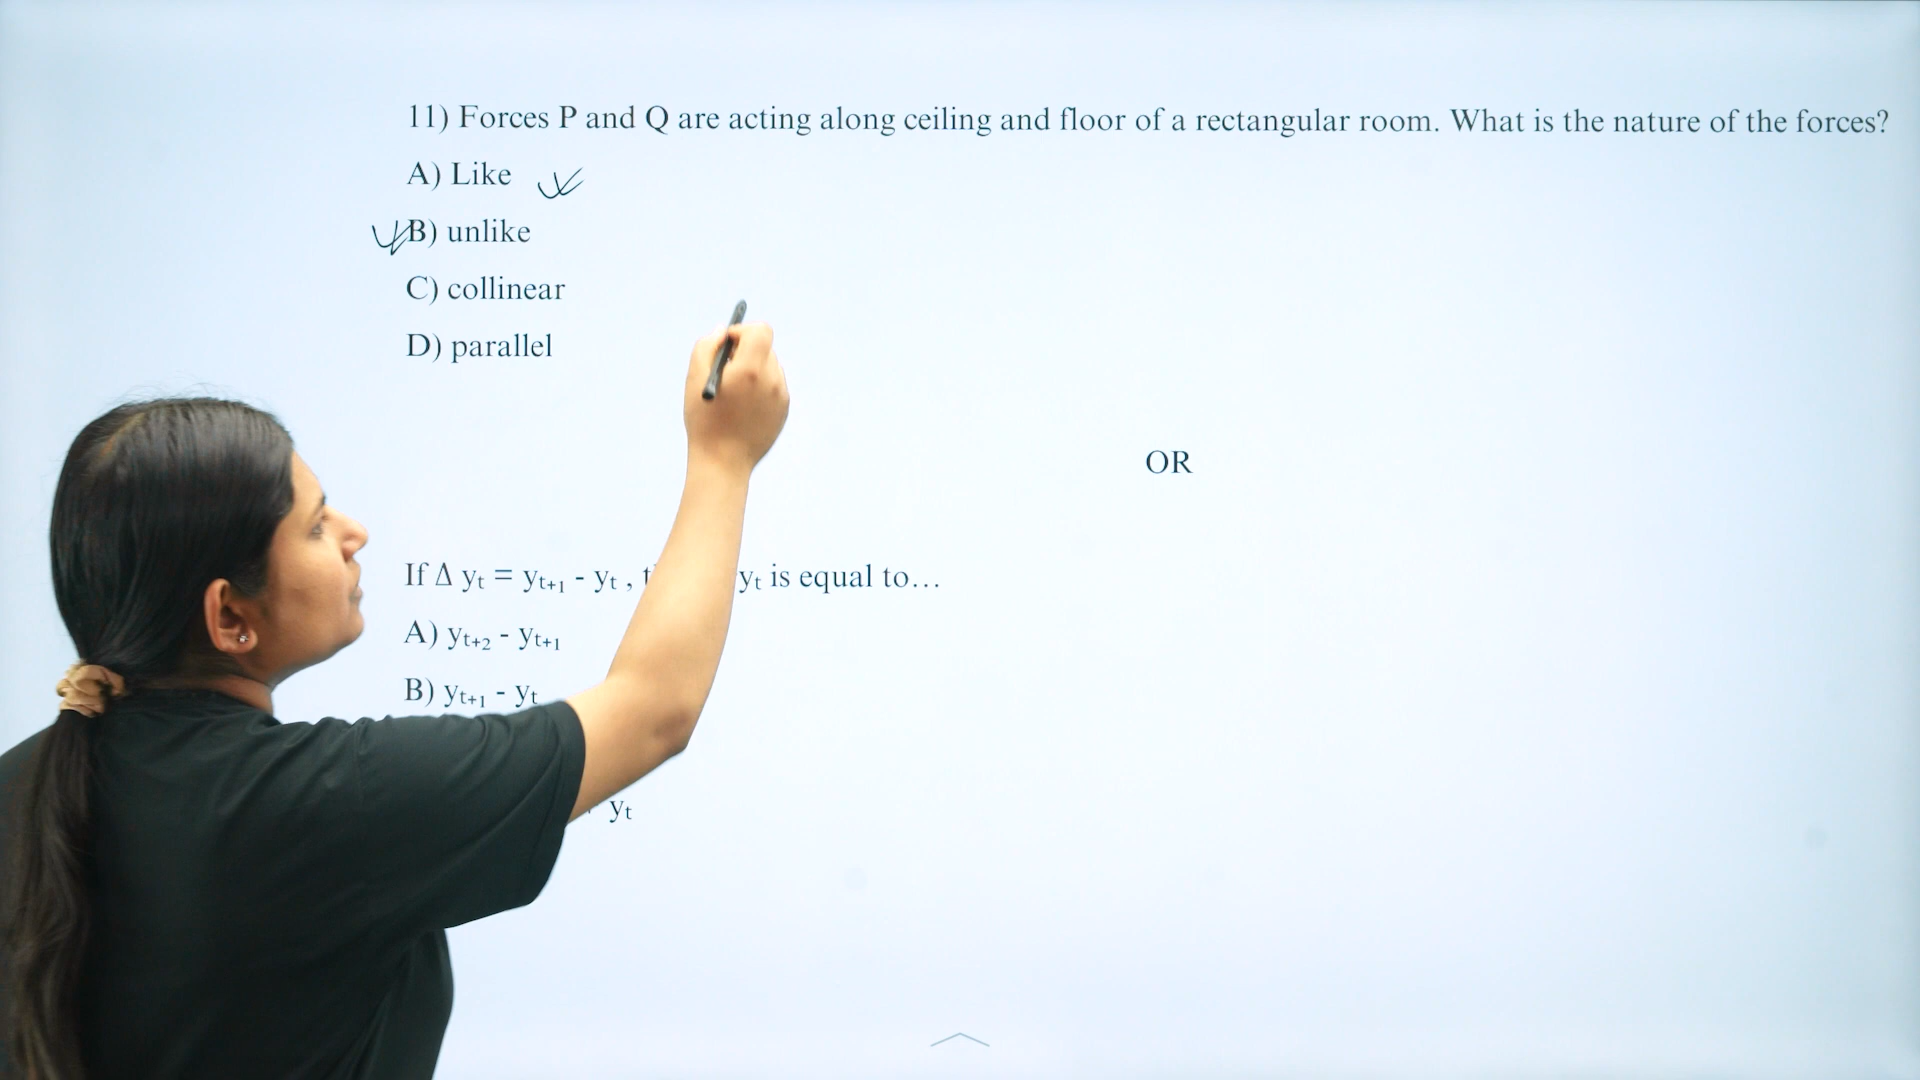 11) Forces P and Q are acting along ceiling and floor of a rectangular room. What is the nature of the forces?
A) Like
B) unlike
C) collinear
D) parallel
OR
If Δ yₜ = yₜ₊₁ - yₜ , yₜ is equal to...
A) yₜ₊₂ - yₜ₊₁
B) yₜ₊₁ - yₜ
yₜ